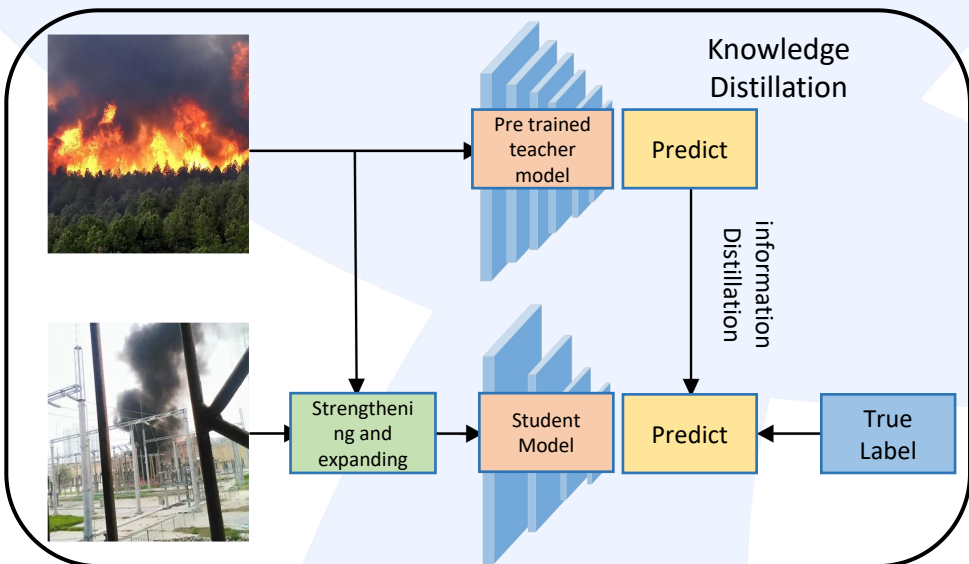 Knowledge
Distillation
Pre trained
teacher
model
Predict
information
Distillation
Strengtheni
ng and
expanding
Student
Model
Predict
True
Label